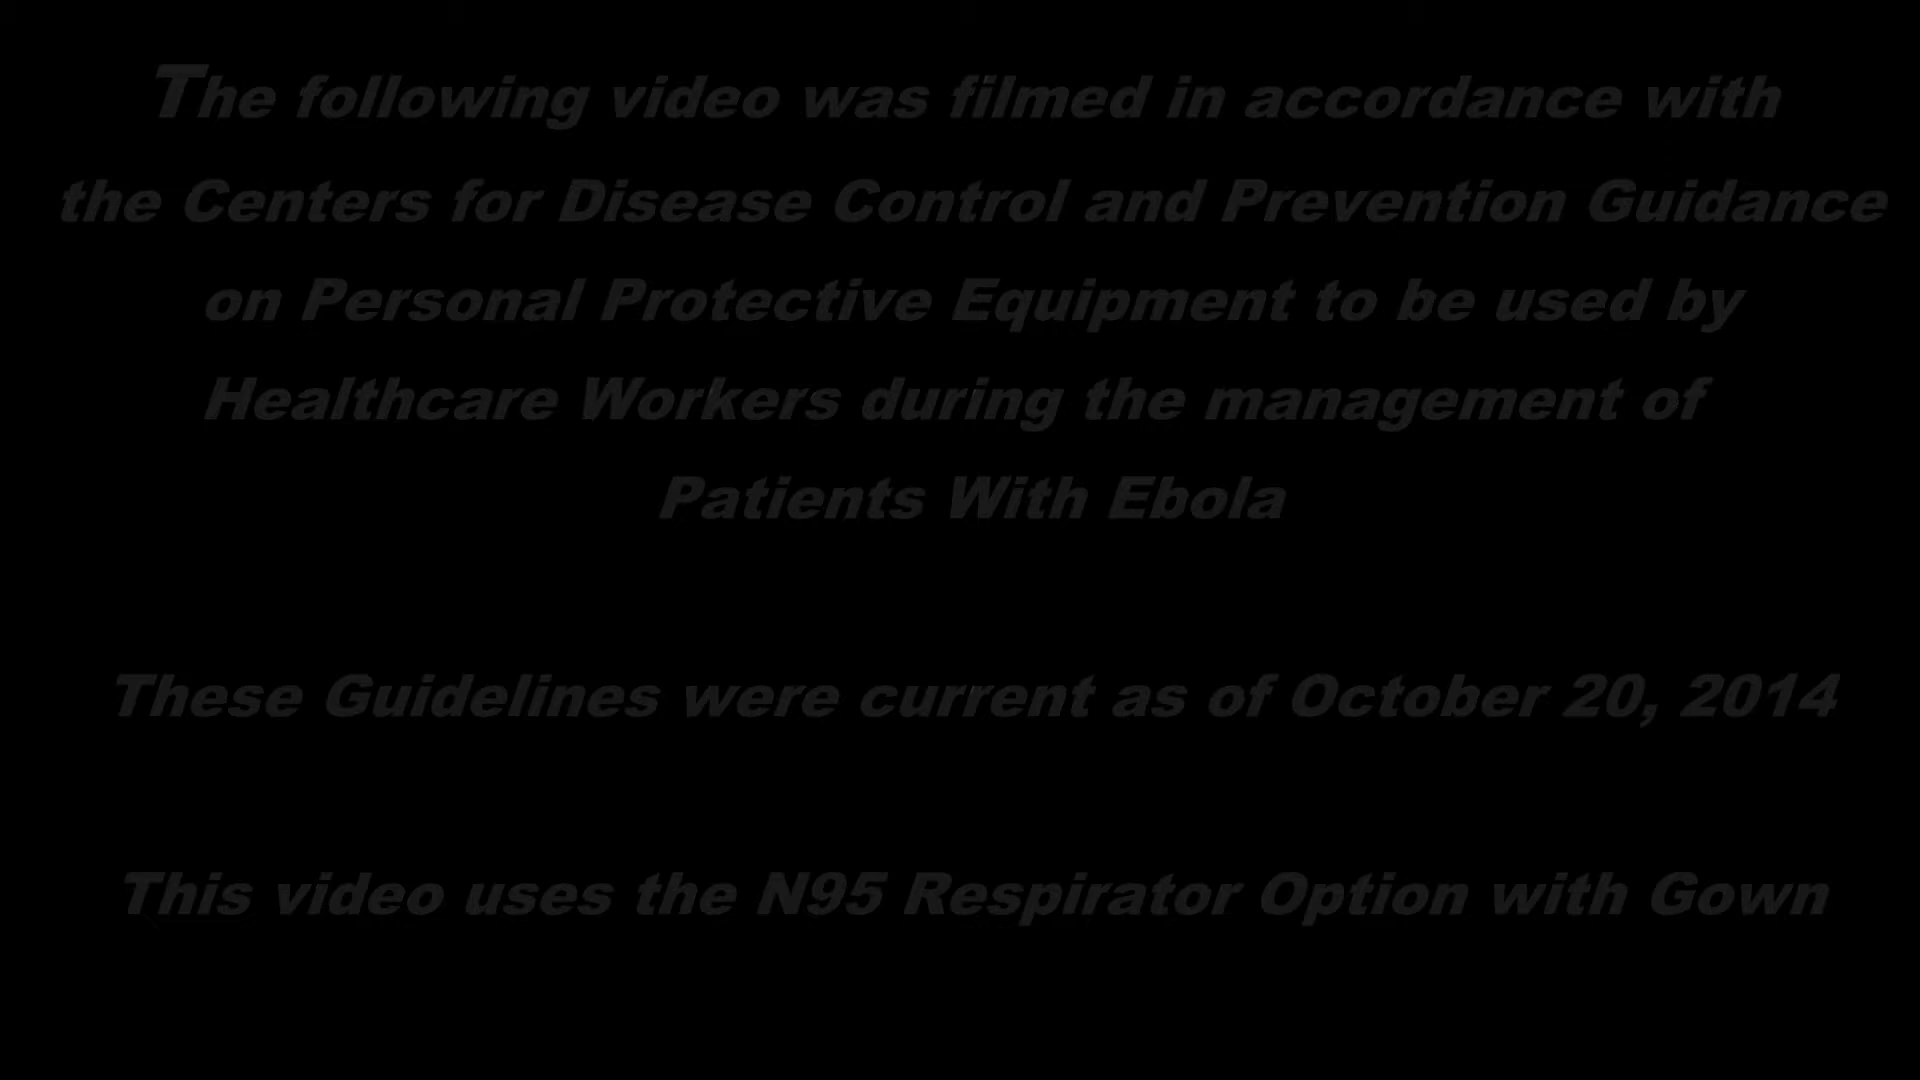 The following video was filmed in accordance with
the Centers for Disease Control and Prevention Guidance
on Personal Protective Equipment to be used by
Healthcare Workers during the management of
Patients With Ebola
These Guidelines were current as of October 20, 2014
This video uses the N95 Respirator Option with Gown